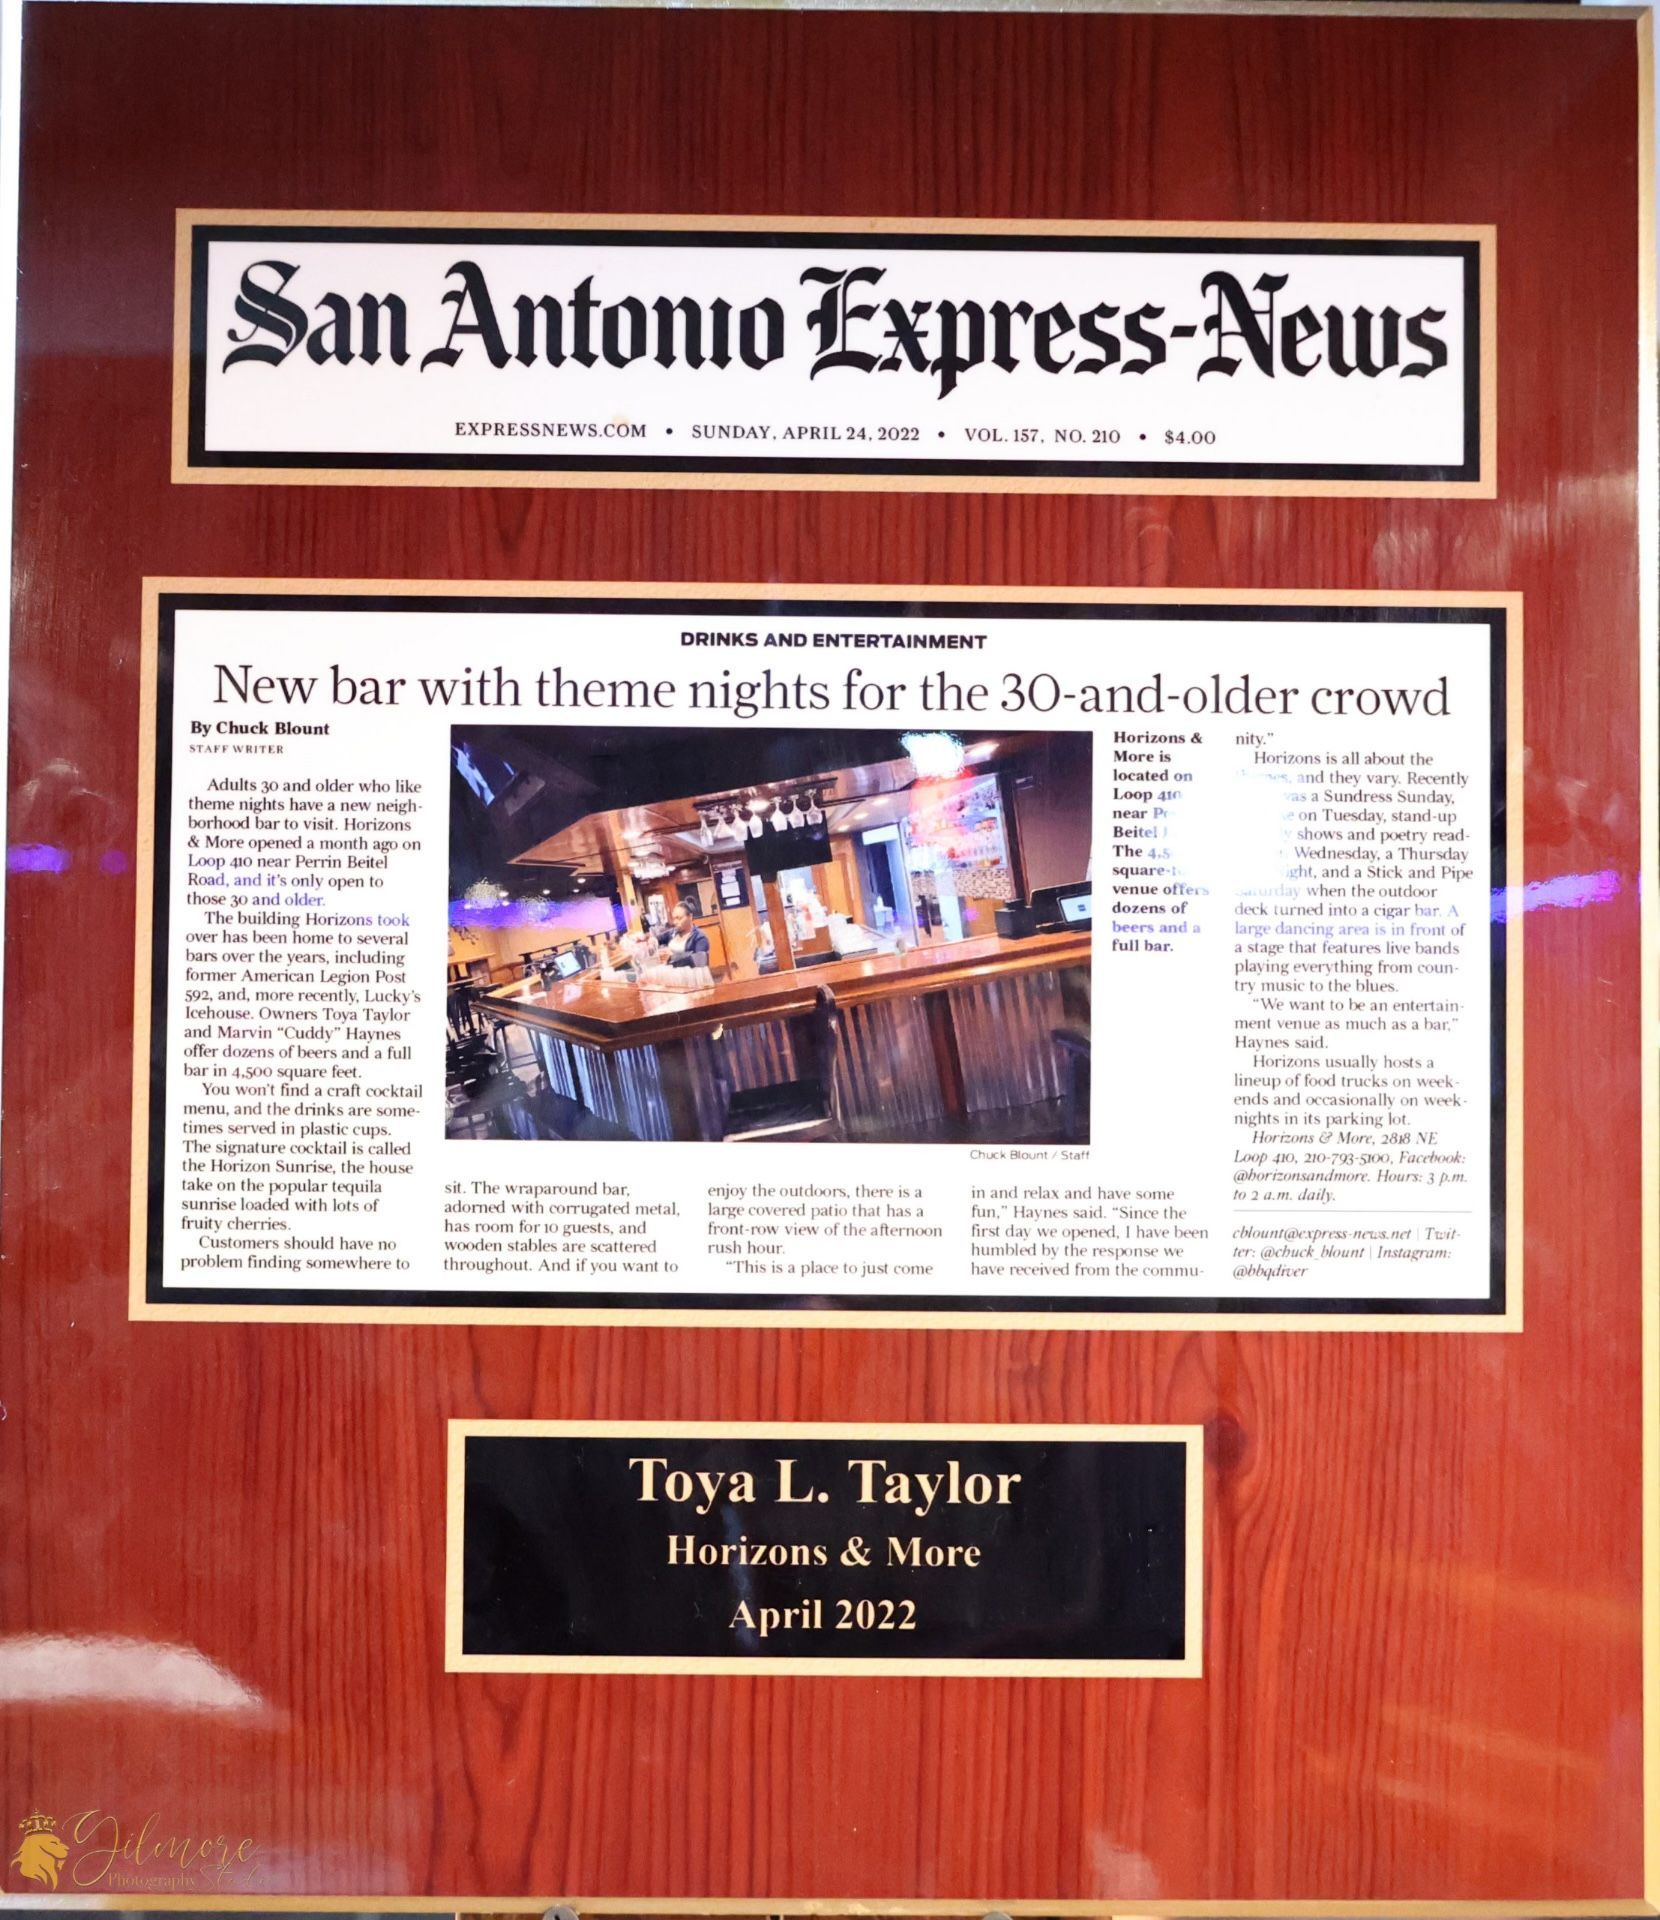 San Antonio Express-News
EXPRESSNEWS.COM • SUNDAY, APRIL 24, 2022 • VOL. 157, NO. 210 • $4.00
DRINKS AND ENTERTAINMENT
New bar with theme nights for the 30-and-older crowd
By Chuck Blount
STAFF WRITER
Adults 30 and older who like
theme nights have a new neigh-
borhood bar to visit. Horizons
& More opened a month ago on
Loop 410 near Perrin Beitel
Road, and it's only open to
those 30 and older.
The building Horizons took
over has been home to several
bars over the years, including
former American Legion Post
592, and, more recently, Lucky's
Icehouse. Owners Toya Taylor
and Marvin "Cuddy" Haynes
offer dozens of beers and a full
bar in 4,500 square feet.
You won't find a craft cocktail
menu, and the drinks are some-
times served in plastic cups.
The signature cocktail is called
the Horizon Sunrise, the house
take on the popular tequila
sunrise loaded with lots of
fruity cherries.
Customers should have no
problem finding somewhere to
Chuck Blount / Staff
Horizons &
More is
located on
Loop 410
near
Beitel
The
venue offers
dozens of
beers and a
full bar.
sit. The wraparound bar,
adorned with corrugated metal,
has room for 10 guests, and
wooden stables are scattered
throughout. And if you want to
enjoy the outdoors, there is a
large covered patio that has a
front-row view of the afternoon
rush hour.
"This is a place to just come
in and relax and have some
fun," Haynes said. "Since the
first day we opened, I have been
humbled by the response we
have received from the commu-
nity."
Horizons is all about the
and they vary. Recently
a Sundress Sunday,
on Tuesday, stand-up
shows and poetry read-
Wednesday, a Thursday
and a Stick and Pipe
when the outdoor
deck turned into a cigar bar. A
large dancing area is in front of
a stage that features live bands
playing everything from coun-
try music to the blues.
"We want to be an entertain-
ment venue as much as a bar,"
Haynes said.
Horizons usually hosts a
lineup of food trucks on week-
ends and occasionally on week-
nights in its parking lot.
Horizons & More, 2818 NE
Loop 410, 210-793-5100, Facebook:
@horizonsandmore. Hours: 3 p.m.
to 2 a.m. daily.
cblount@express-news.net | Twit-
ter: @chuck_blount | Instagram:
@bbqdiver
Toya L. Taylor
Horizons & More
April 2022
Gilmore
Photography